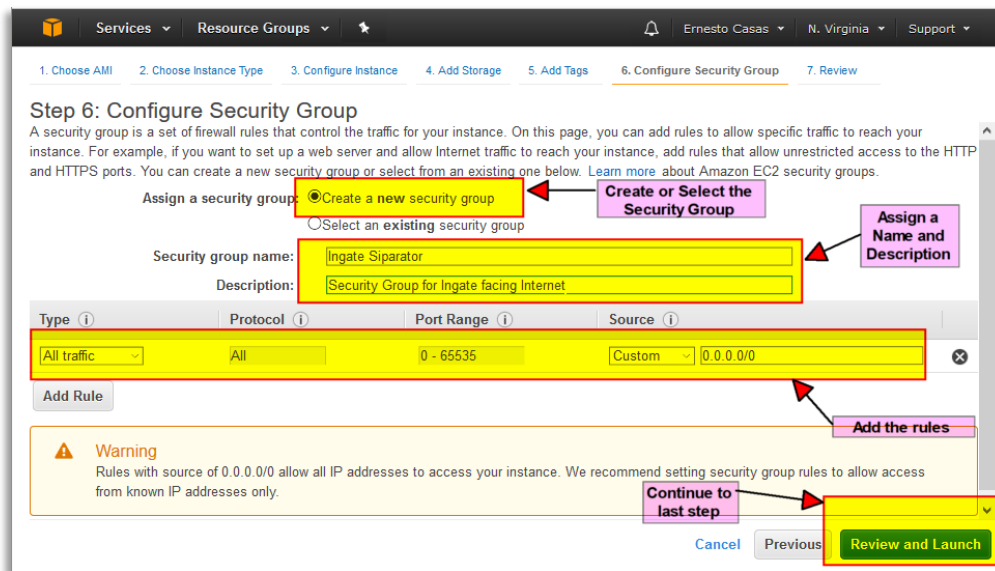 Services Resource Groups Ernesto Casas N. Virginia Support
1. Choose AMI 2. Choose Instance Type 3. Configure Instance 4. Add Storage 5. Add Tags 6. Configure Security Group 7. Review
Step 6: Configure Security Group
A security group is a set of firewall rules that control the traffic for your instance. On this page, you can add rules to allow specific traffic to reach your
instance. For example, if you want to set up a web server and allow Internet traffic to reach your instance, add rules that allow unrestricted access to the HTTP
and HTTPS ports. You can create a new security group or select from an existing one below. Learn more about Amazon EC2 security groups.
Assign a security group: Create a new security group
Select an existing security group
Create or Select the
Security Group
Assign a
Name and
Description
Security group name: Ingate Siparator
Description: Security Group for Ingate facing Internet
Type Protocol Port Range Source
All traffic All 0 - 65535 Custom 0.0.0.0/0
Add Rule
Add the rules
Warning
Rules with source of 0.0.0.0/0 allow all IP addresses to access your instance. We recommend setting security group rules to allow access
from known IP addresses only.
Continue to
last step
Cancel Previous Review and Launch